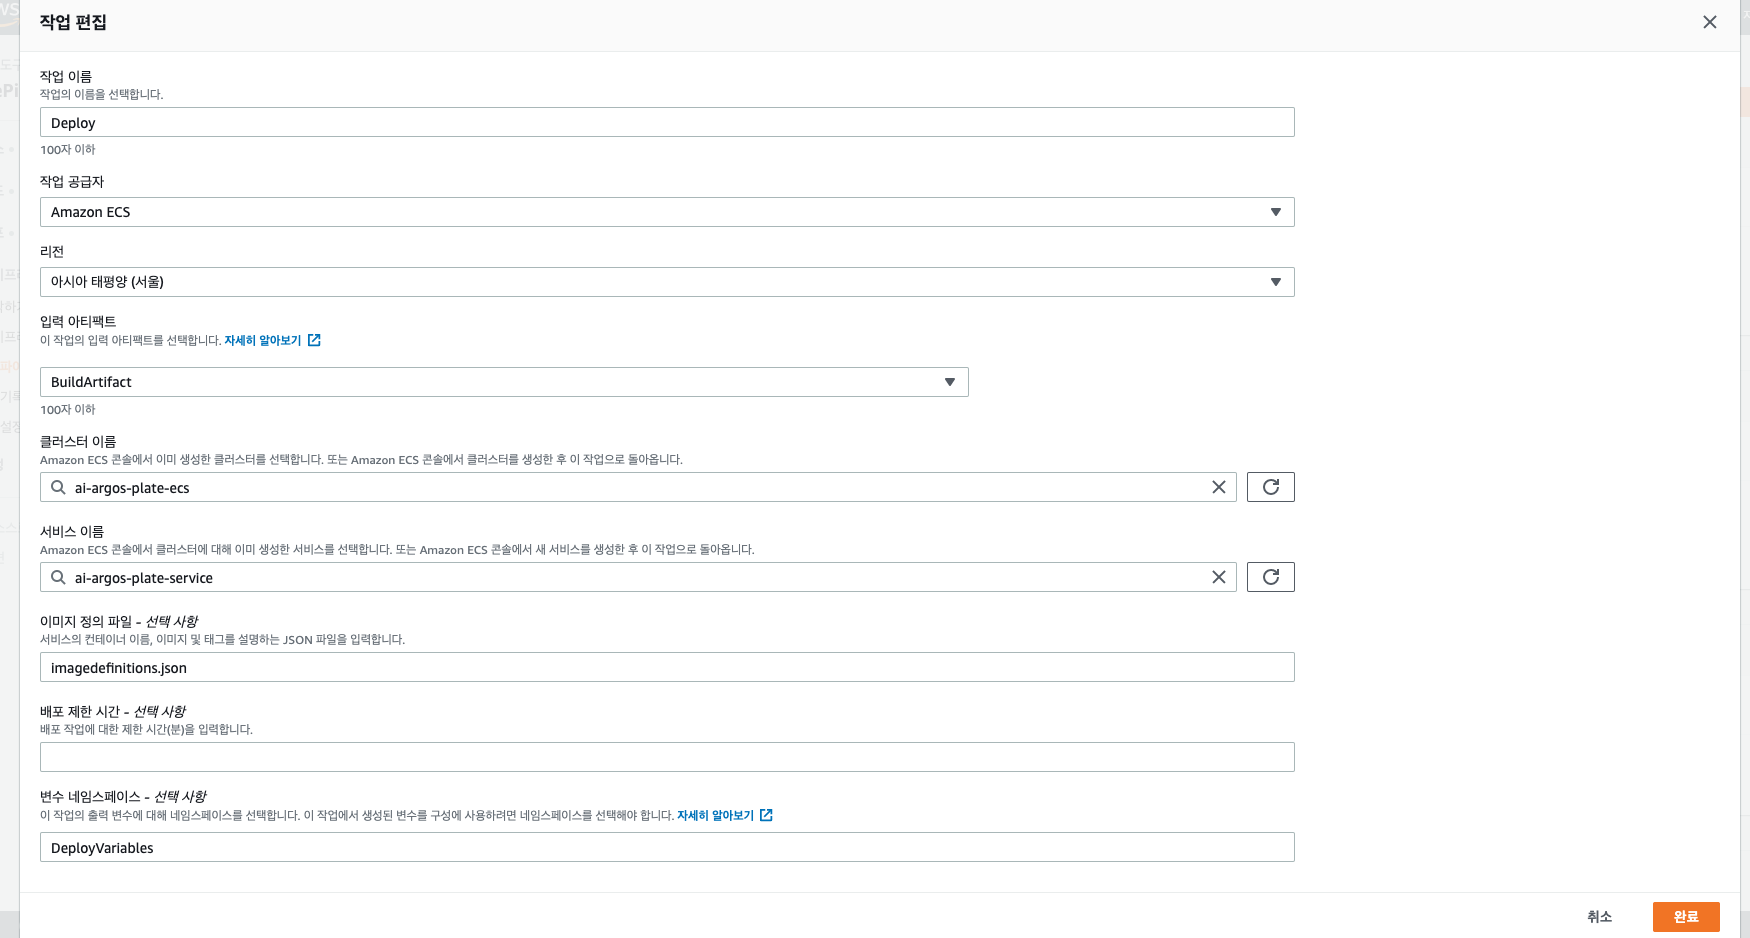 작업 편집
작업 이름
작업의 이름을 선택합니다.
Deploy
100자 이하
작업 공급자
Amazon ECS
리전
아시아 태평양 (서울)
입력 아티팩트
이 작업의 입력 아티팩트를 선택합니다. 자세히 알아보기
BuildArtifact
100자 이하
클러스터 이름
Amazon ECS 콘솔에서 이미 생성한 클러스터를 선택합니다. 또는 Amazon ECS 콘솔에서 클러스터를 생성한 후 이 작업으로 돌아옵니다.
ai-argos-plate-ecs
서비스 이름
Amazon ECS 콘솔에서 클러스터에 대해 이미 생성한 서비스를 선택합니다. 또는 Amazon ECS 콘솔에서 새 서비스를 생성한 후 이 작업으로 돌아옵니다.
ai-argos-plate-service
이미지 정의 파일 - 선택 사항
서비스의 컨테이너 이름, 이미지 및 태그를 설명하는 JSON 파일을 입력합니다.
imagedefinitions.json
배포 제한 시간 - 선택 사항
배포 작업에 대한 제한 시간(분)을 입력합니다.
변수 네임스페이스 - 선택 사항
이 작업의 출력 변수에 대해 네임스페이스를 선택합니다. 이 작업에서 생성된 변수를 구성에 사용하려면 네임스페이스를 선택해야 합니다. 자세히 알아보기
DeployVariables
취소
완료